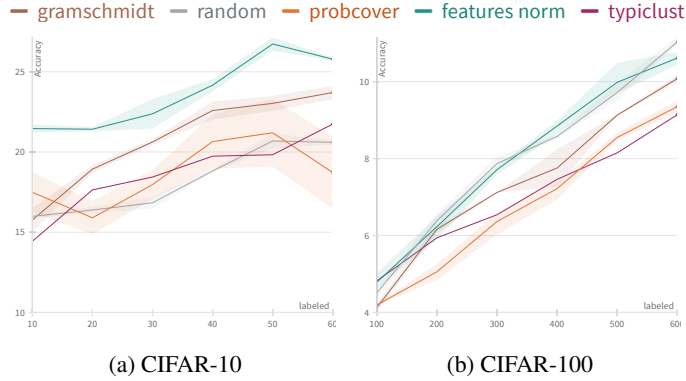 gramschmidt random probcover features norm typiclust
Accuracy
25
20
15
10
10 20 30 40 50 60
labeled
Accuracy
10
8
6
4
100 200 300 400 500 600
labeled
(a) CIFAR-10
(b) CIFAR-100